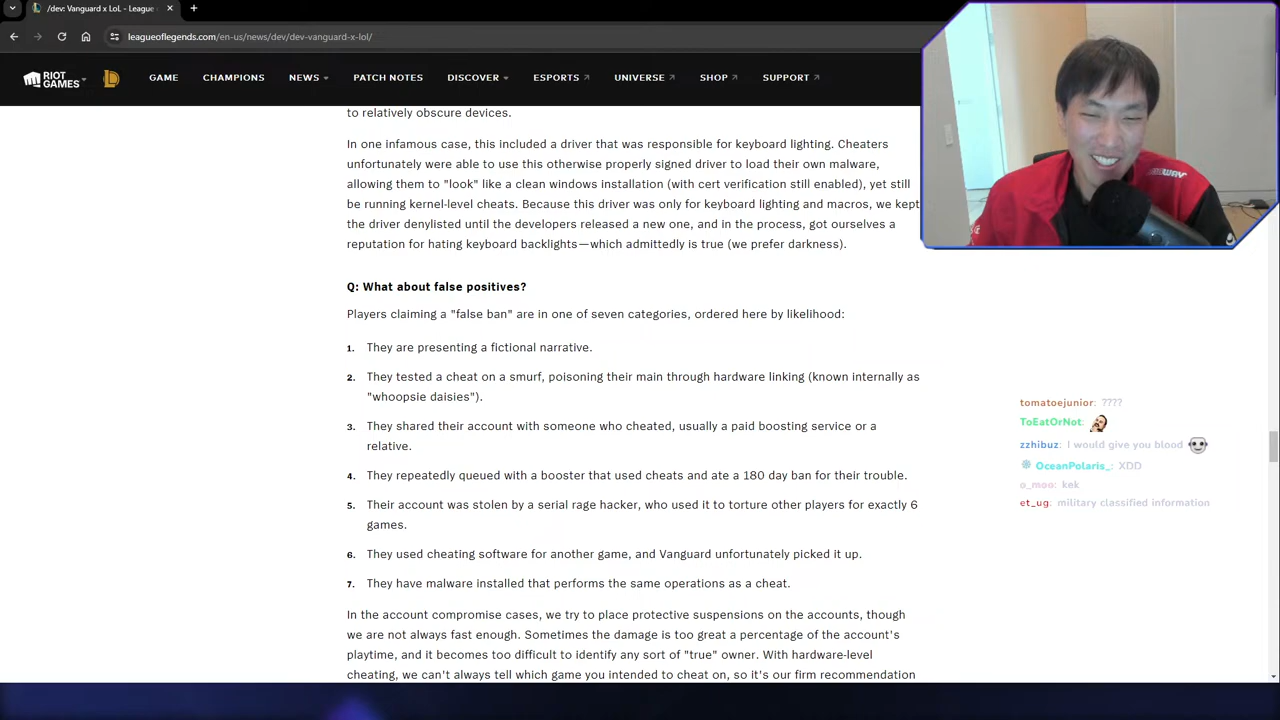 /dev: Vanguard x LoL - League
leagueoflegends.com/en-us/news/dev/dev-vanguard-x-lol/
RIOT GAMES
GAME CHAMPIONS NEWS PATCH NOTES DISCOVER ESPORTS UNIVERSE SHOP SUPPORT
to relatively obscure devices.
In one infamous case, this included a driver that was responsible for keyboard lighting. Cheaters
unfortunately were able to use this otherwise properly signed driver to load their own malware,
allowing them to "look" like a clean windows installation (with cert verification still enabled), yet still
be running kernel-level cheats. Because this driver was only for keyboard lighting and macros, we kept
the driver denylisted until the developers released a new one, and in the process, got ourselves a
reputation for hating keyboard backlights—which admittedly is true (we prefer darkness).
Q: What about false positives?
Players claiming a "false ban" are in one of seven categories, ordered here by likelihood:
1. They are presenting a fictional narrative.
2. They tested a cheat on a smurf, poisoning their main through hardware linking (known internally as
"whoopsie daisies").
3. They shared their account with someone who cheated, usually a paid boosting service or a
relative.
4. They repeatedly queued with a booster that used cheats and ate a 180 day ban for their trouble.
5. Their account was stolen by a serial rage hacker, who used it to torture other players for exactly 6
games.
6. They used cheating software for another game, and Vanguard unfortunately picked it up.
7. They have malware installed that performs the same operations as a cheat.
In the account compromise cases, we try to place protective suspensions on the accounts, though
we are not always fast enough. Sometimes the damage is too great a percentage of the account's
playtime, and it becomes too difficult to identify any sort of "true" owner. With hardware-level
cheating, we can't always tell which game you intended to cheat on, so it's our firm recommendation
tomatoejunior: ????
ToEatOrNot:
zzhibuz: I would give you blood
OceanPolaris_: XDD
o_moo: kek
et_ug: military classified information